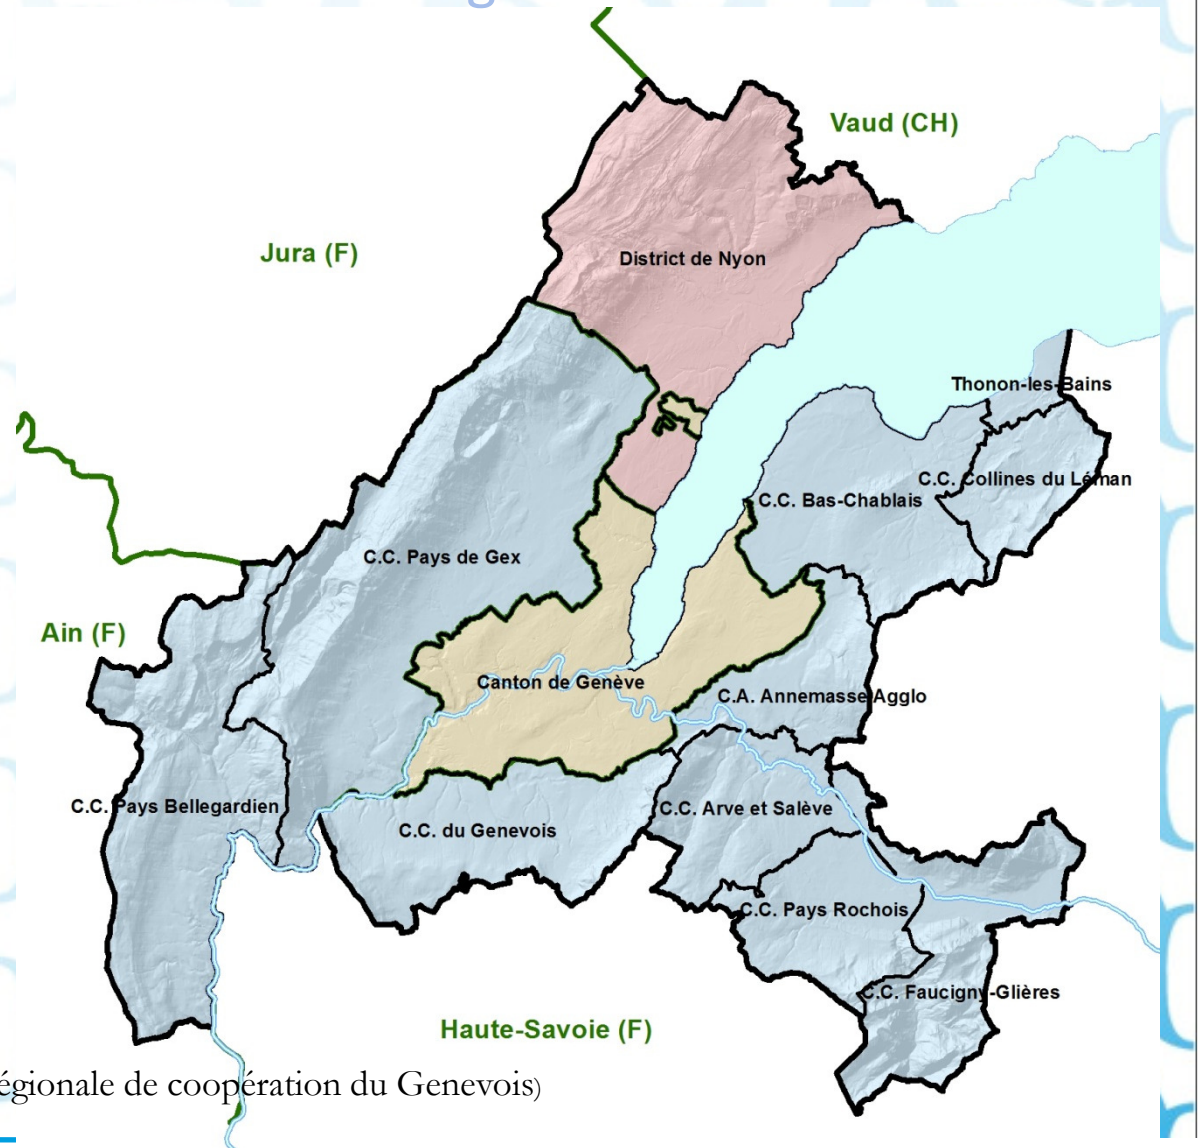 Vaud (CH)
Jura (F)
District de Nyon
Thonon-les-Bains
C.C. Collines du Léman
C.C. Bas-Chablais
C.C. Pays de Gex
Ain (F)
Canton de Genève
C.A. Annemasse Agglo
C.C. Pays Bellegardien
C.C. Arve et Salève
C.C. du Genevois
C.C. Pays Rochois
C.C. Faucigny-Glières
Haute-Savoie (F)
égionale de coopération du Genevois)